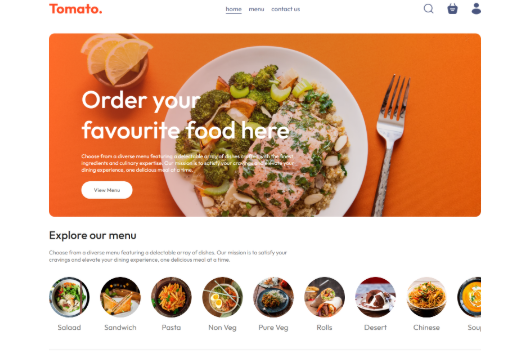 Tomato.
home menu contact us
Order your
favourite food here
Choose from a diverse menu featuring a delectable array of dishes crafted with the finest
ingredients and culinary expertise. Our mission is to satisfy your cravings and elevate your
dining experience, one delicious meal at a time.
View Menu
Explore our menu
Choose from a diverse menu featuring a delectable array of dishes. Our mission is to satisfy your
cravings and elevate your dining experience, one delicious meal at a time.
Salaad Sandwich Pasta Non Veg Pure Veg Rolls Desert Chinese Soup